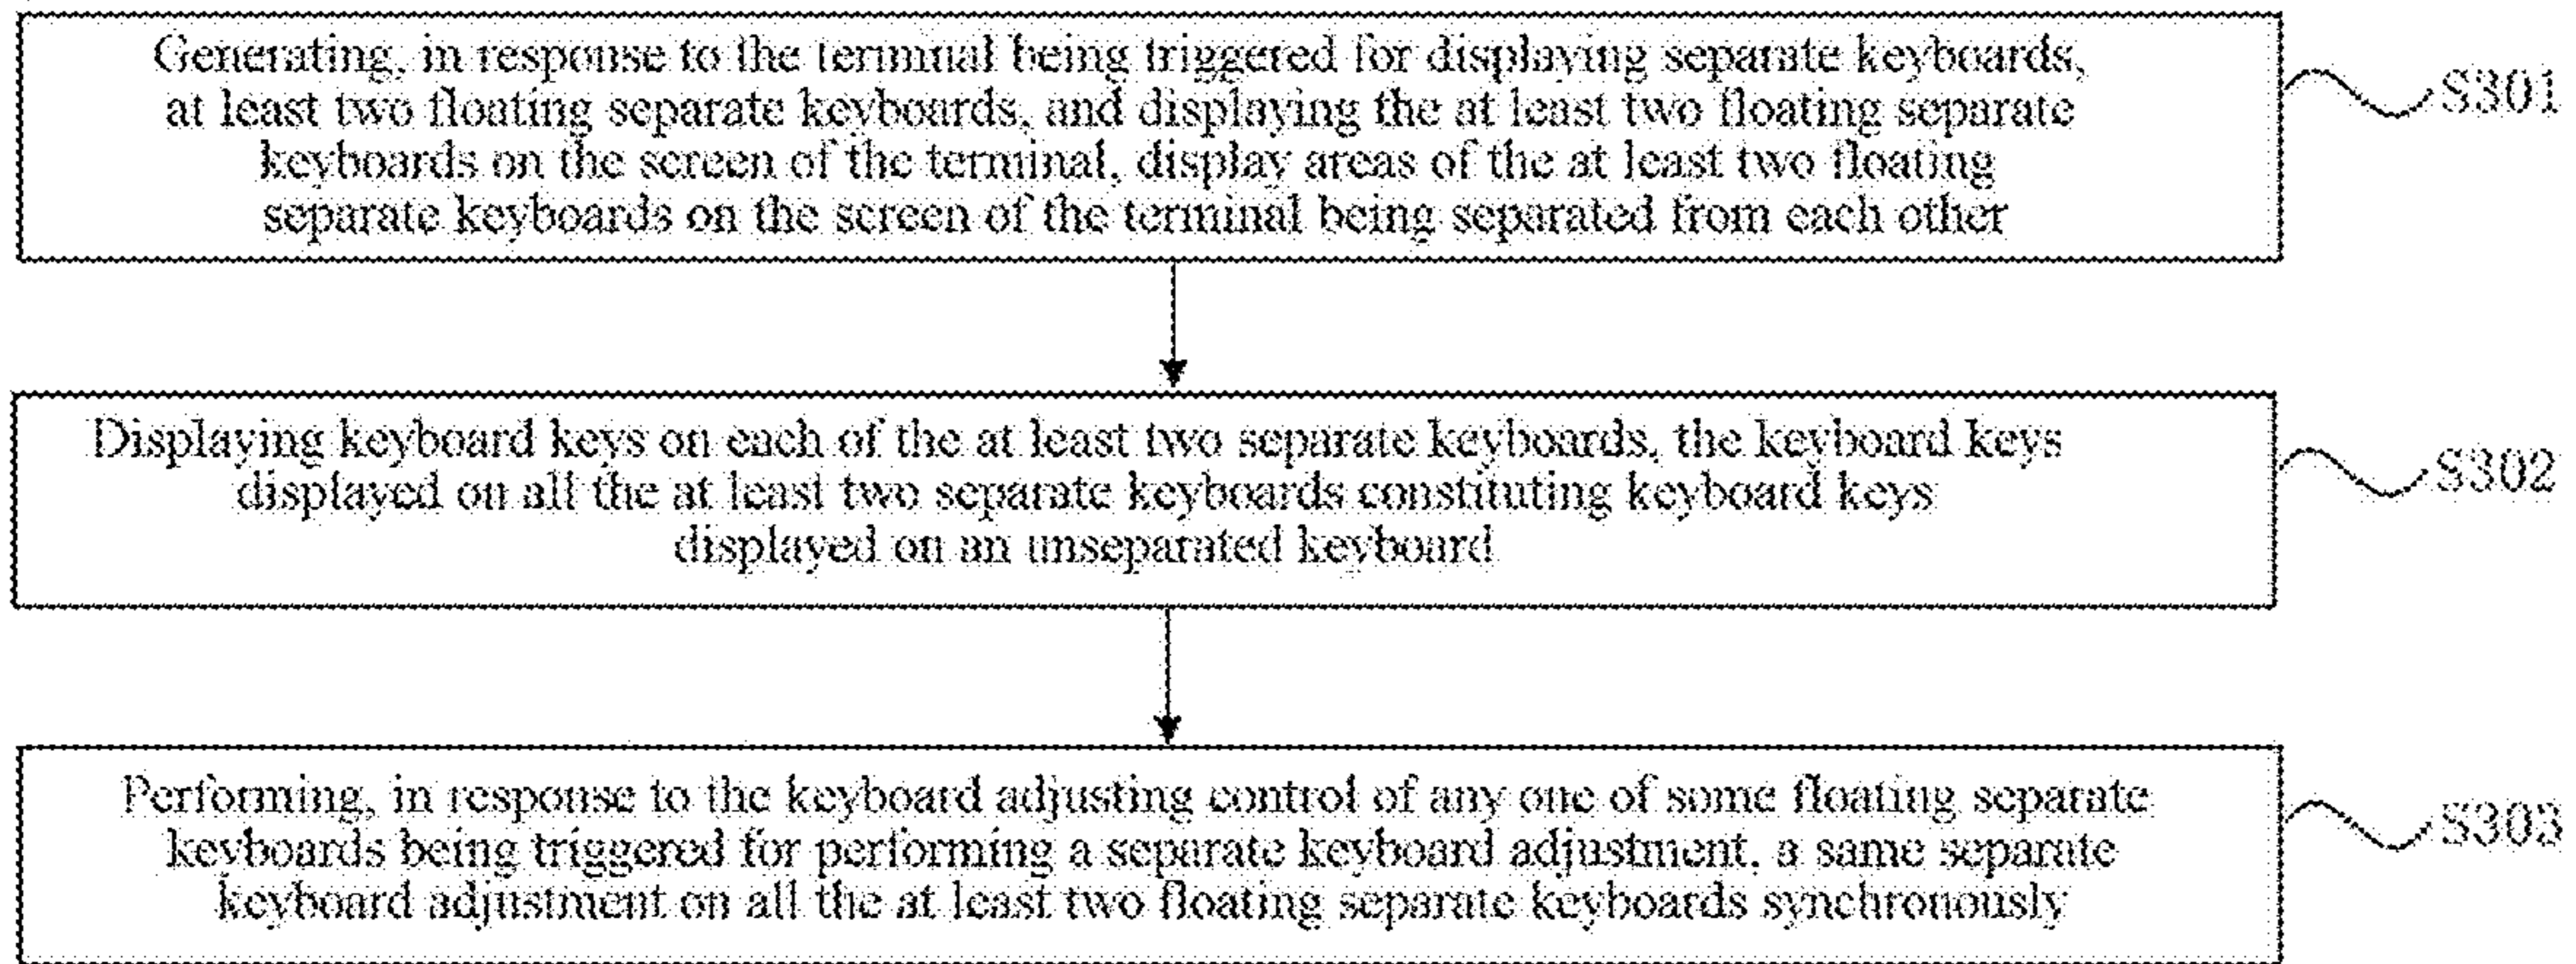 Generating, in response to the terminal being triggered for displaying separate keyboards,
at least two floating separate keyboards, and displaying the at least two floating separate
keyboards on the screen of the terminal, display areas of the at least two floating
separate keyboards on the screen of the terminal being separated from each other
S301
Displaying keyboard keys on each of the at least two separate keyboards, the keyboard keys
displayed on all the at least two separate keyboards constituting keyboard keys
displayed on an unseparated keyboard
S302
Performing, in response to the keyboard adjusting control of any one of some floating separate
keyboards being triggered for performing a separate keyboard adjustment, a same separate
keyboard adjustment on all the at least two floating separate keyboards synchronously
S303